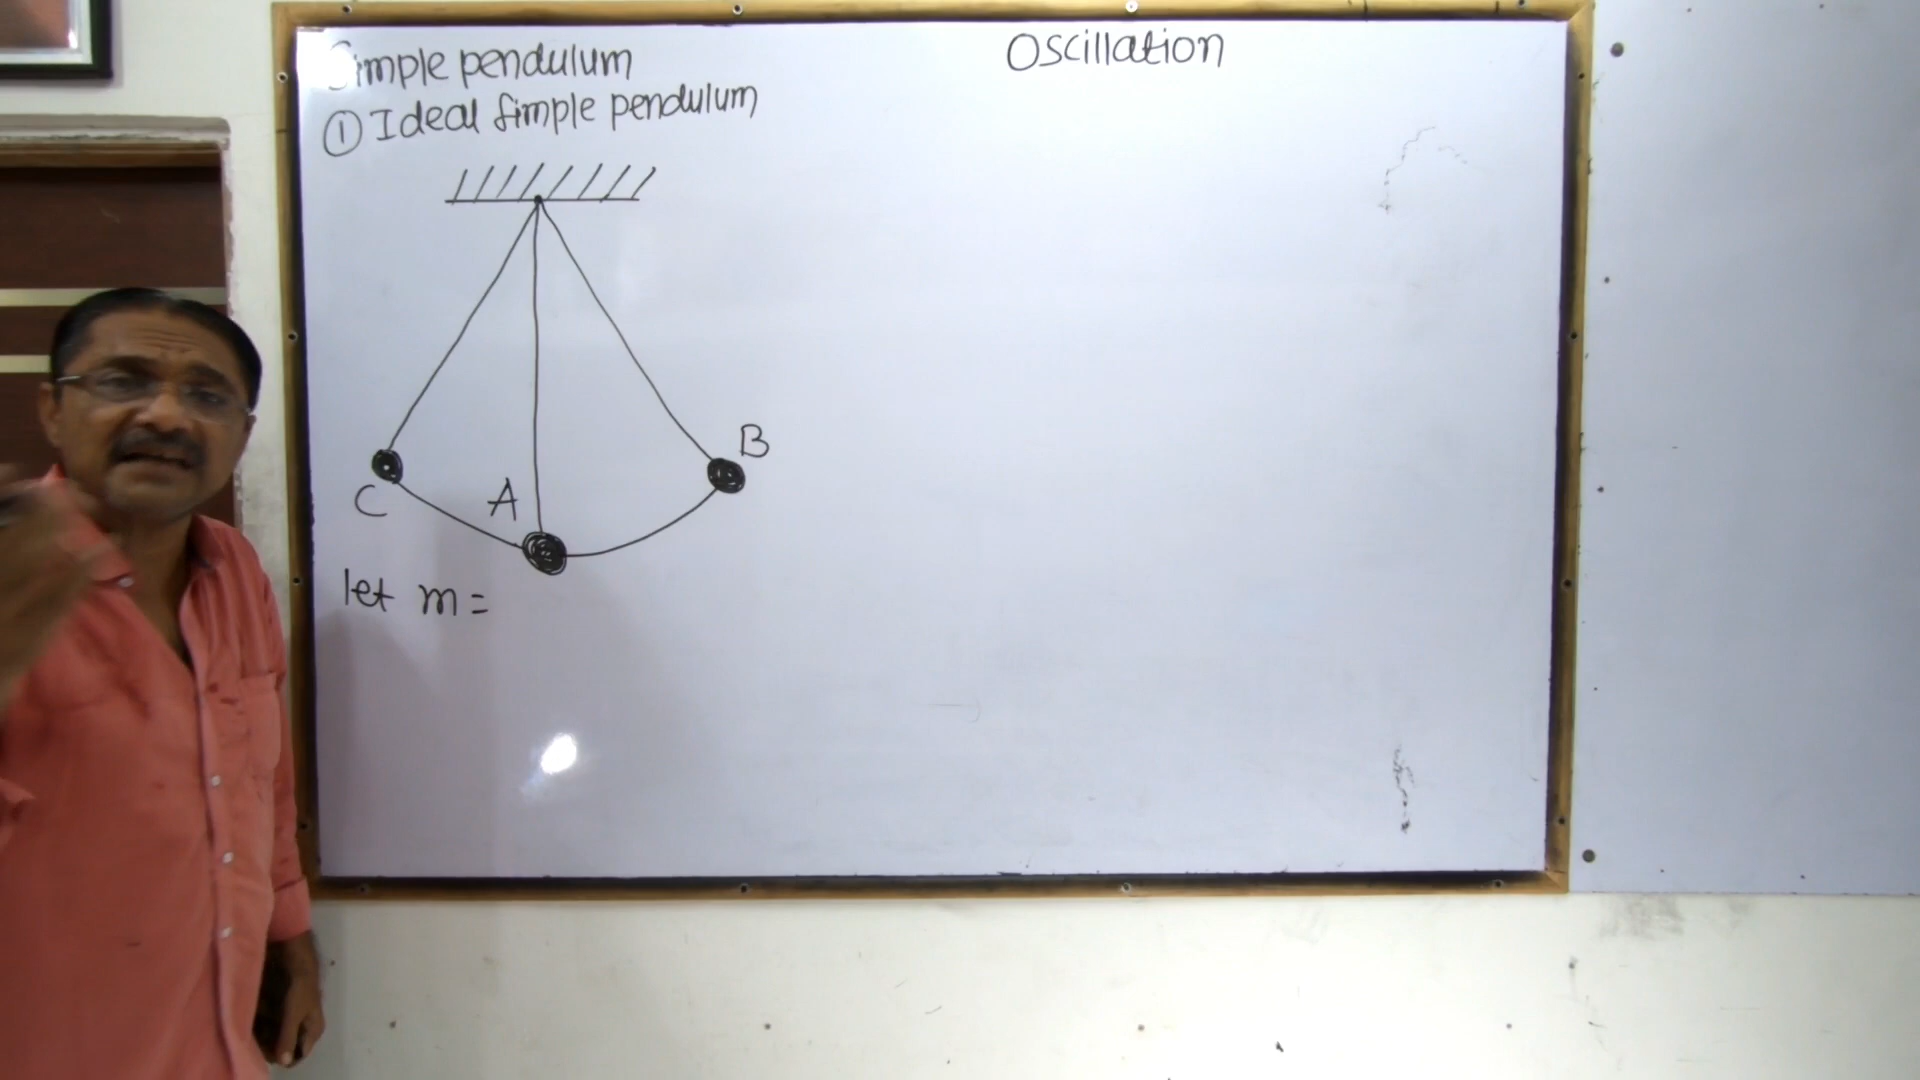 Simple pendulum
Oscillation
① Ideal Simple pendulum
B
C
A
let m =